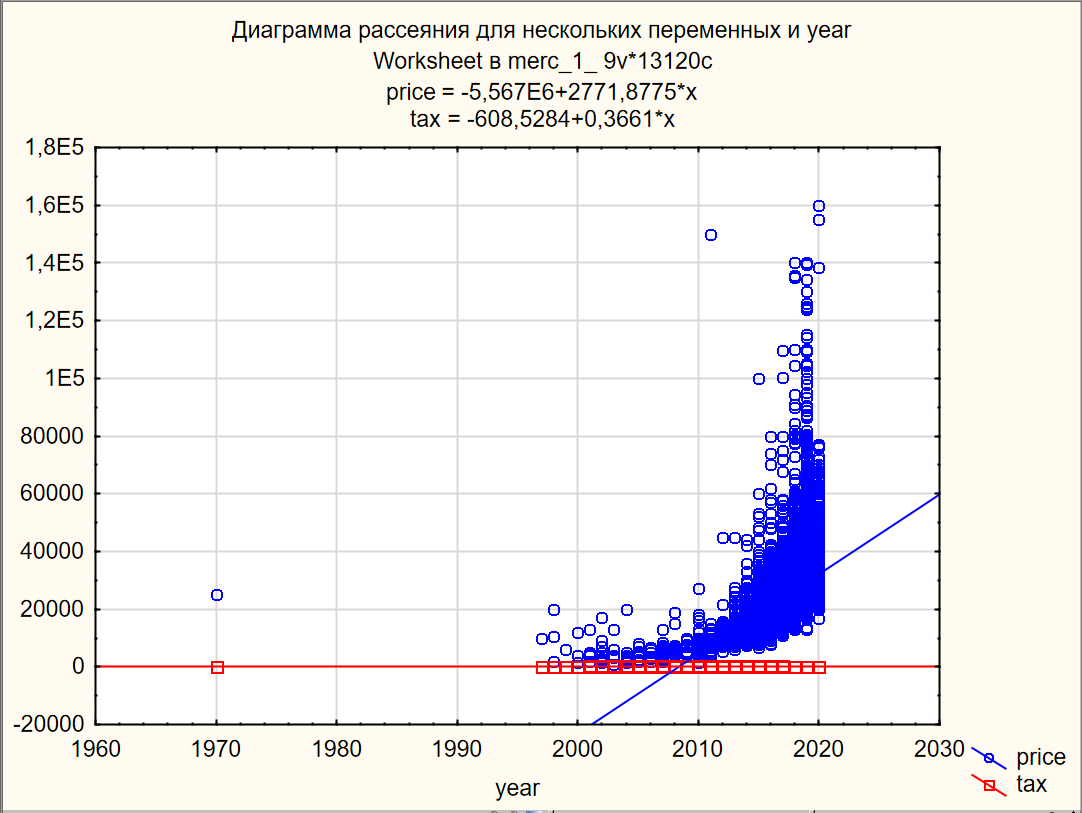 Диаграмма рассеяния для нескольких переменных и year
Worksheet в merc_1_ 9v*13120c
price = -5,567E6+2771,8775*x
tax = -608,5284+0,3661*x
1,8E5
1,6E5
1,4E5
1,2E5
1E5
80000
60000
40000
20000
0
-20000
1960 1970 1980 1990 2000 2010 2020 2030
year
price
tax